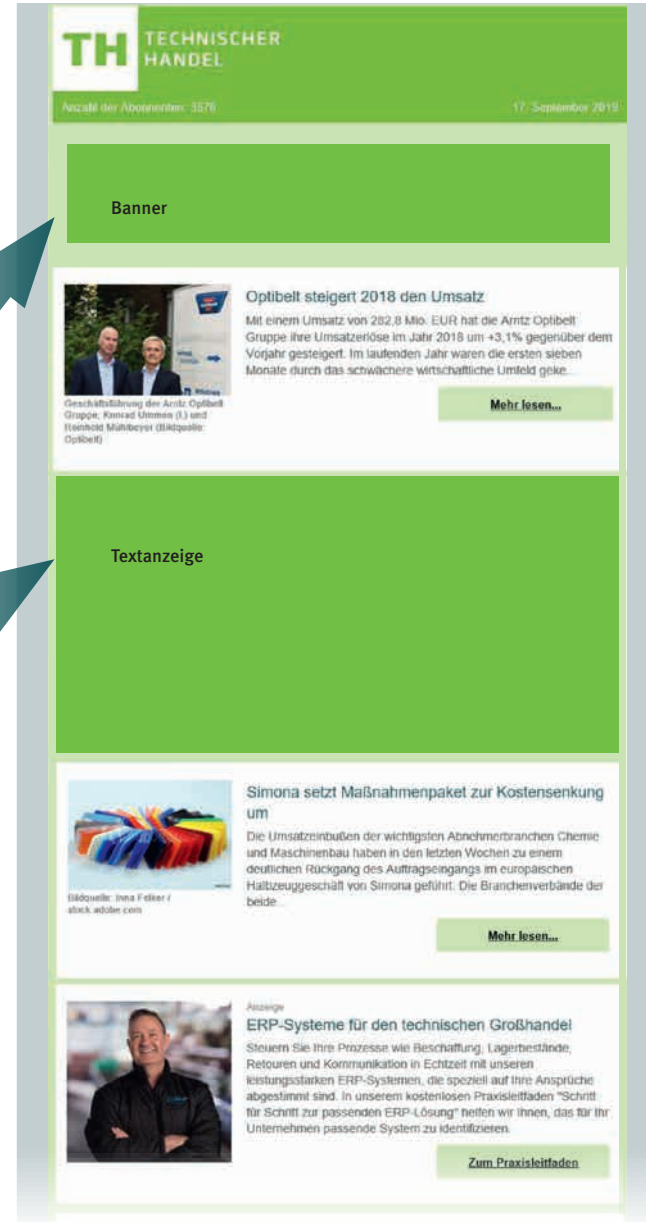 TH TECHNISCHER
HANDEL
Anzahl der Abonnenten: 3576
17. September 2019
Banner
Optibelt steigert 2018 den Umsatz
Mit einem Umsatz von 282,8 Mio. EUR hat die Arntz Optibelt
Gruppe ihre Umsatzerlöse im Jahr 2018 um +3,1% gegenüber dem
Vorjahr gesteigert. Im laufenden Jahr waren die ersten sieben
Monate durch das schwächere wirtschaftliche Umfeld geke...
Mehr lesen...
Geschäftsführung der Arntz Optibelt
Gruppe: Konrad Ummen (l.) und
Reinhold Mühlbeyer (Bildquelle:
Optibelt)
Textanzeige
Simona setzt Maßnahmenpaket zur Kostensenkung
um
Die Umsatzeinbußen der wichtigsten Abnehmerbranchen Chemie
und Maschinenbau haben in den letzten Wochen zu einem
deutlichen Rückgang des Auftragseingangs im europäischen
Halbzeuggeschäft von Simona geführt. Die Branchenverbände der
beide...
Mehr lesen...
Bildquelle: Inna Felker /
stock.adobe.com
Anzeige
ERP-Systeme für den technischen Großhandel
Steuern Sie Ihre Prozesse wie Beschaffung, Lagerbestände,
Retouren und Kommunikation in Echtzeit mit unseren
leistungsstarken ERP-Systemen, die speziell auf Ihre Ansprüche
abgestimmt sind. In unserem kostenlosen Praxisleitfaden "Schritt
für Schritt zur passenden ERP-Lösung" helfen wir Ihnen, das für Ihr
Unternehmen passende System zu identifizieren.
Zum Praxisleitfaden